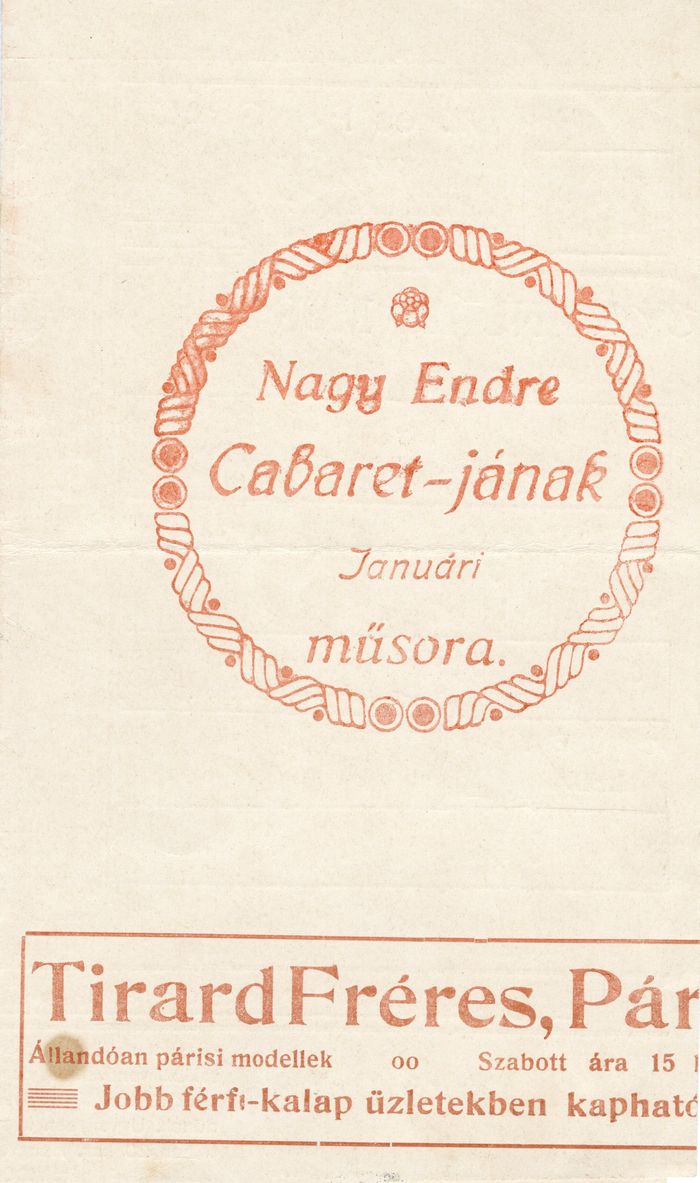 Nagy Endre
Cabaret-jának
Januári
műsora.
Tirard Fréres, Pár
Állandóan párisi modellek oo Szabott ára 15
Jobb férfi-kalap üzletekben kapható